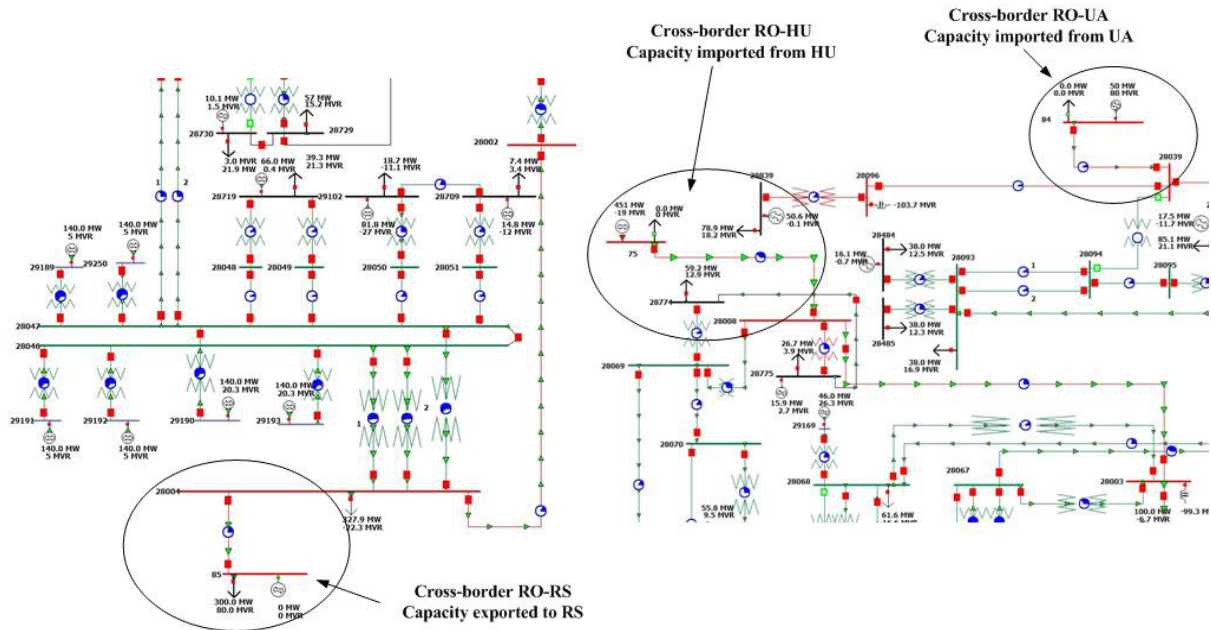 Cross-border RO-HU
Capacity imported from HU
Cross-border RO-UA
Capacity imported from UA
10.1 MW
1.5 MVR
57 MW
15.2 MVR
28730
28729
28002
3.0 MVR
21.9 MW
66.0 MW
0.4 MVR
39.3 MW
21.3 MVR
18.7 MW
-11.1 MVR
7.4 MW
3.4 MVR
1
2
28719
29102
28709
140.0 MW
5 MVR
140.0 MW
5 MVR
81.8 MW
-27 MVR
14.8 MW
-12 MVR
29189
29250
28048
28049
28050
28051
28047
28046
140.0 MW
20.3 MVR
140.0 MW
20.3 MVR
29191
29192
29190
29193
1
2
140.0 MW
5 MVR
140.0 MW
5 MVR
28004
327.9 MW
-22.3 MVR
85
300.0 MW
80.0 MVR
0 MW
0 MVR
Cross-border RO-RS
Capacity exported to RS
0.0 MW
0.0 MVR
50 MW
80 MVR
84
28039
28839
28096
-103.7 MVR
451 MW
-19 MVR
0.0 MW
0 MVR
50.6 MW
-0.1 MVR
78.9 MW
18.2 MVR
75
17.5 MW
-11.7 MVR
85.1 MW
21.1 MVR
28484
38.0 MW
12.5 MVR
16.1 MW
-0.7 MVR
28093
1
2
28094
28095
59.2 MW
12.9 MVR
28774
28008
28485
38.0 MW
12.3 MVR
38.0 MW
16.9 MVR
28069
26.7 MW
3.9 MVR
28775
15.9 MW
2.7 MVR
46.0 MW
26.3 MVR
29169
28070
28068
28067
28003
55.8 MW
9.5 MVR
61.6 MW
100.0 MW
-6.7 MVR
-99.3 M